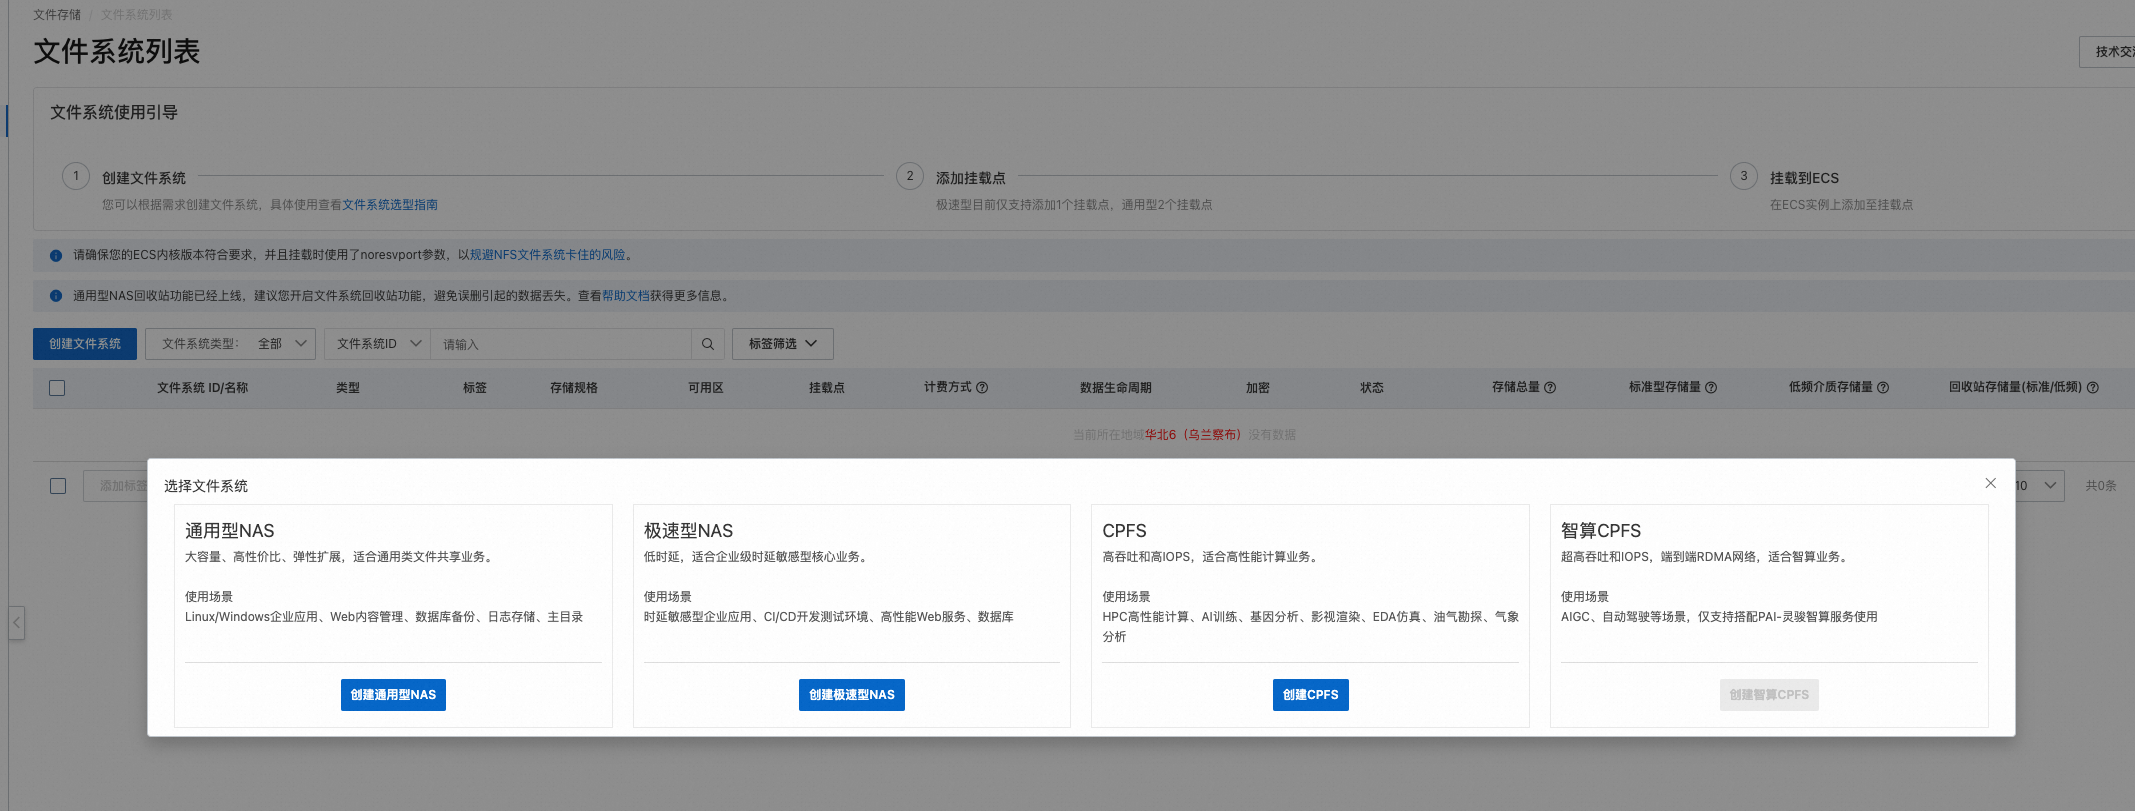 文件存储 / 文件系统列表
文件系统列表
技术交
文件系统使用引导
1 创建文件系统
您可以根据需求创建文件系统，具体使用查看文件系统选型指南
2 添加挂载点
极速型目前仅支持添加1个挂载点，通用型2个挂载点
3 挂载到ECS
在ECS实例上添加至挂载点
请确保您的ECS内核版本符合要求，并且挂载时使用了noresvport参数，以规避NFS文件系统卡住的风险。
通用型NAS回收站功能已经上线，建议您开启文件系统回收站功能，避免误删引起的数据丢失。查看帮助文档获得更多信息。
创建文件系统 文件系统类型： 全部 文件系统ID 请输入 标签筛选
文件系统 ID/名称 类型 标签 存储规格 可用区 挂载点 计费方式 数据生命周期 加密 状态 存储总量 标准型存储量 低频介质存储量 回收站存储量(标准/低频)
当前所在地域华北6（乌兰察布）没有数据
添加标签 10 共0条
选择文件系统
通用型NAS
大容量、高性价比、弹性扩展，适合通用类文件共享业务。
使用场景
Linux/Windows企业应用、Web内容管理、数据库备份、日志存储、主目录
创建通用型NAS
极速型NAS
低时延，适合企业级时延敏感型核心业务。
使用场景
时延敏感型企业应用、CI/CD开发测试环境、高性能Web服务、数据库
创建极速型NAS
CPFS
高吞吐和高IOPS，适合高性能计算业务。
使用场景
HPC高性能计算、AI训练、基因分析、影视渲染、EDA仿真、油气勘探、气象
分析
创建CPFS
智算CPFS
超高吞吐和IOPS，端到端RDMA网络，适合智算业务。
使用场景
AIGC、自动驾驶等场景，仅支持搭配PAI-灵骏智算服务使用
创建智算CPFS